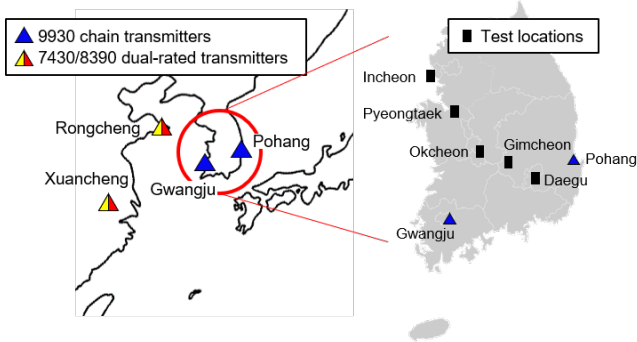 9930 chain transmitters
7430/8390 dual-rated transmitters
Rongcheng
Xuancheng
Pohang
Gwangju
Test locations
Incheon
Pyeongtaek
Okcheon
Gimcheon
Pohang
Daegu
Gwangju